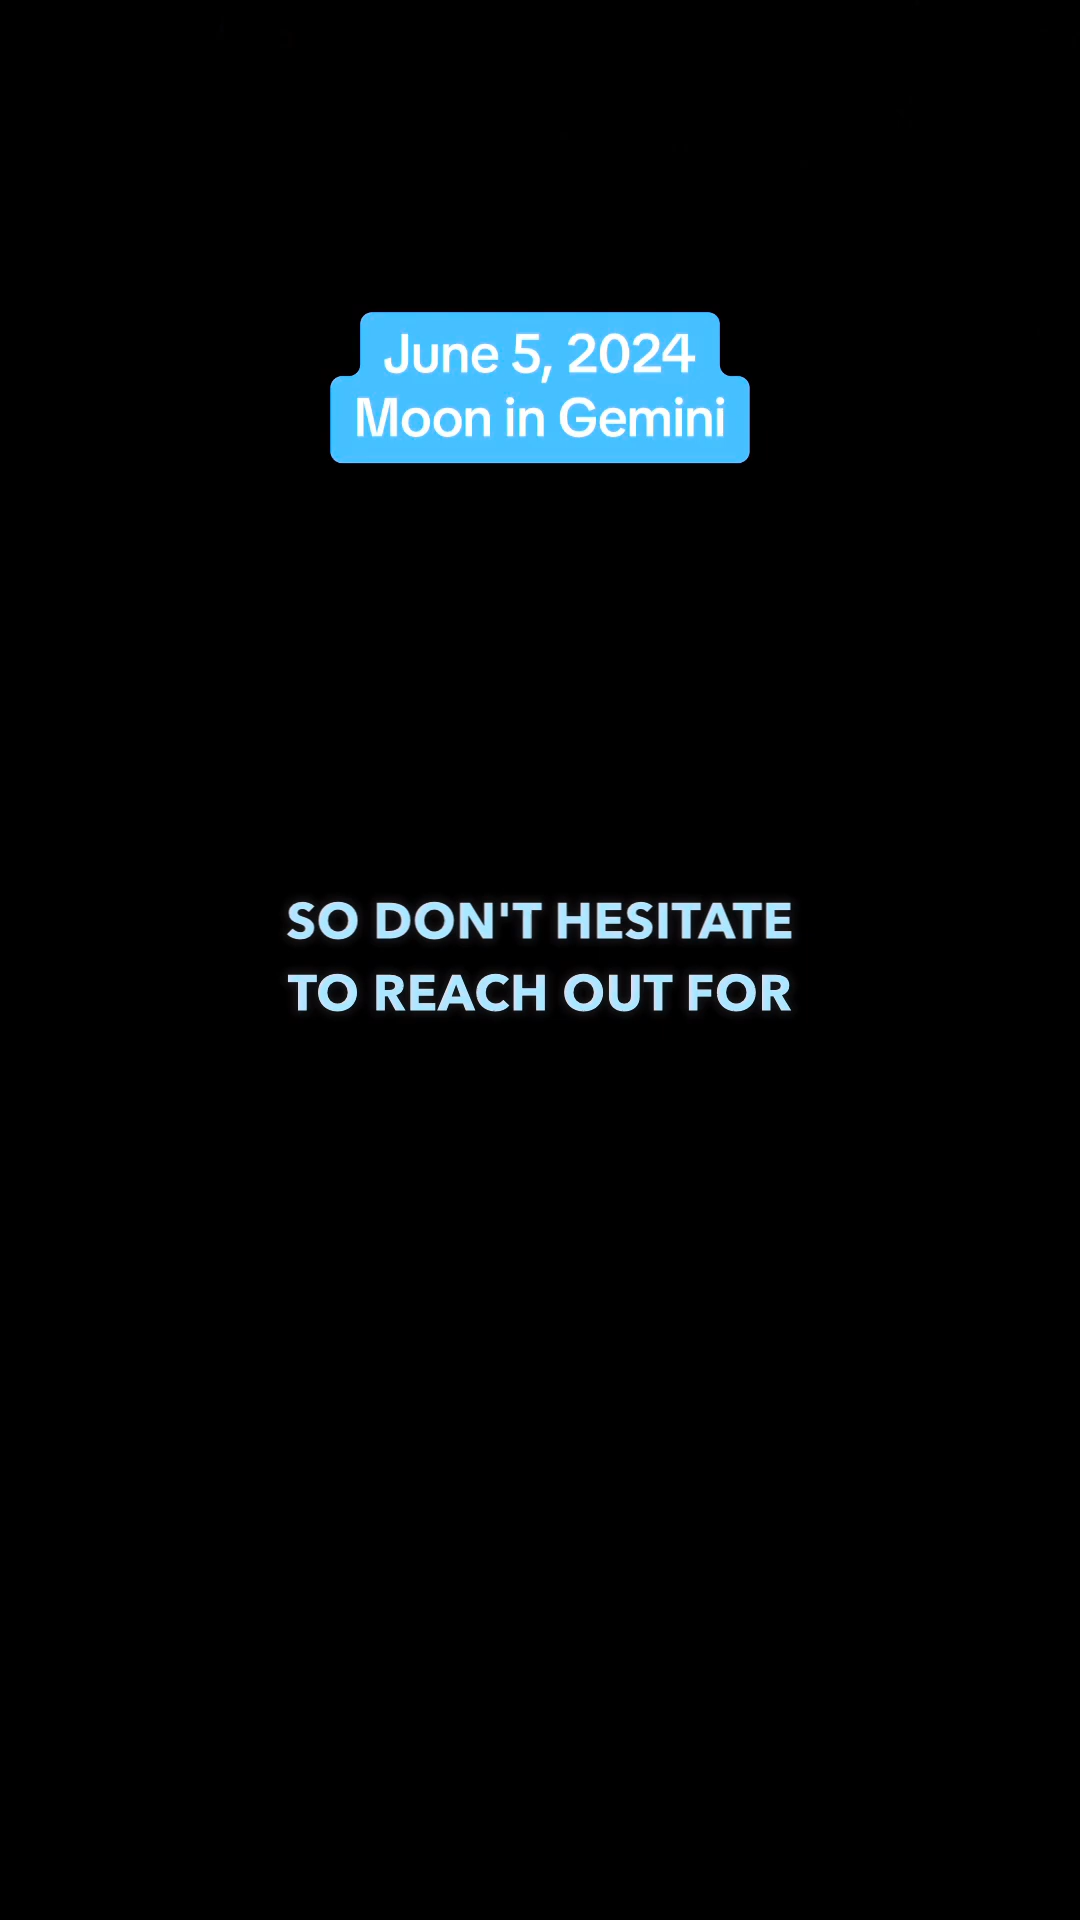 June 5, 2024
Moon in Gemini
SO DON'T HESITATE
TO REACH OUT FOR